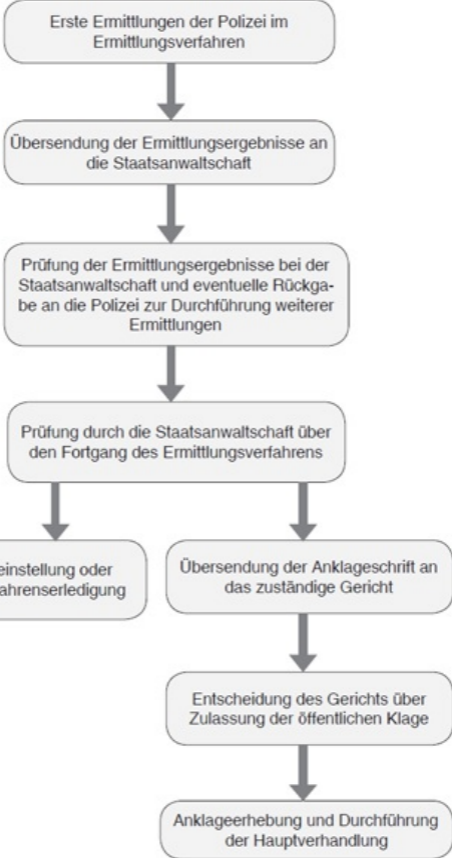 Erste Ermittlungen der Polizei im
Ermittlungsverfahren
Übersendung der Ermittlungsergebnisse an
die Staatsanwaltschaft
Prüfung der Ermittlungsergebnisse bei der
Staatsanwaltschaft und eventuelle Rückga-
be an die Polizei zur Durchführung weiterer
Ermittlungen
Prüfung durch die Staatsanwaltschaft über
den Fortgang des Ermittlungsverfahrens
einstellung oder
ahrenserledigung
Übersendung der Anklageschrift an
das zuständige Gericht
Entscheidung des Gerichts über
Zulassung der öffentlichen Klage
Anklageerhebung und Durchführung
der Hauptverhandlung